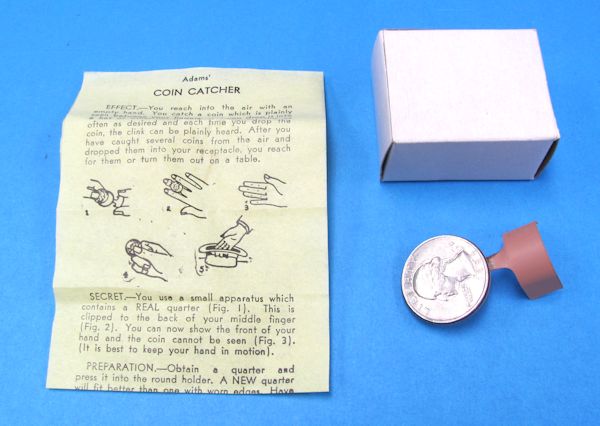 Adams'
COIN CATCHER
EFFECT.—You reach into the air with an
empty hand. You catch a coin which is plainly
often as desired and each time you drop the
coin, the clink can be plainly heard. After you
have caught several coins from the air and
dropped them into your receptacle, you reach
for them or turn them out on a table.
1
2
3
4
5
SECRET.—You use a small apparatus which
contains a REAL quarter (Fig. 1). This is
clipped to the back of your middle finger
(Fig. 2). You can now show the front of your
hand and the coin cannot be seen (Fig. 3).
(It is best to keep your hand in motion).
PREPARATION.—Obtain a quarter and
press it into the round holder. A NEW quarter
will fit better than one with worn edges. Have